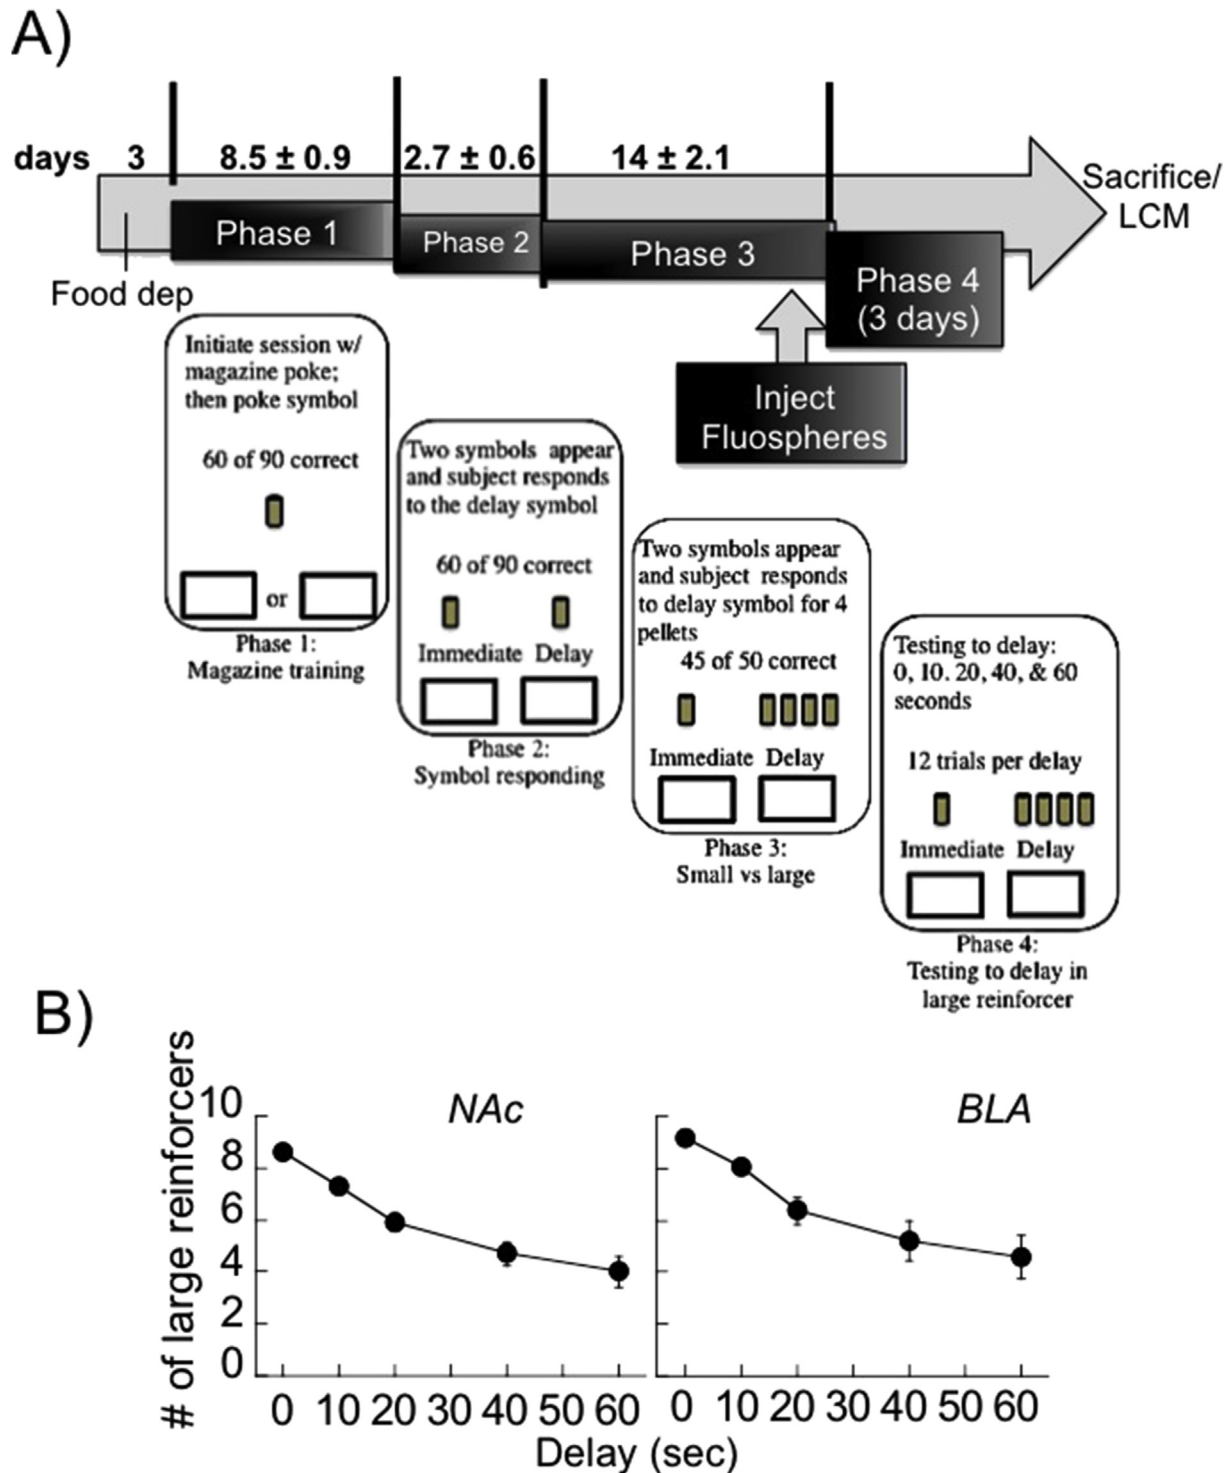 A)
days 3 8.5 ± 0.9 2.7 ± 0.6 14 ± 2.1
Sacrifice/
LCM
Phase 1
Phase 2
Phase 3
Phase 4
(3 days)
Food dep
Inject
Fluospheres
Initiate session w/
magazine poke;
then poke symbol
60 of 90 correct
or
Phase 1:
Magazine training
Two symbols appear
and subject responds
to the delay symbol
60 of 90 correct
Immediate Delay
Phase 2:
Symbol responding
Two symbols appear
and subject responds
to delay symbol for 4
pellets
45 of 50 correct
Immediate Delay
Phase 3:
Small vs large
Testing to delay:
0, 10. 20, 40, & 60
seconds
12 trials per delay
Immediate Delay
Phase 4:
Testing to delay in
large reinforcer
B)
# of large reinforcers
10
8
6
4
2
0
NAc
BLA
0 10 20 30 40 50 60
0 10 20 30 40 50 60
Delay (sec)